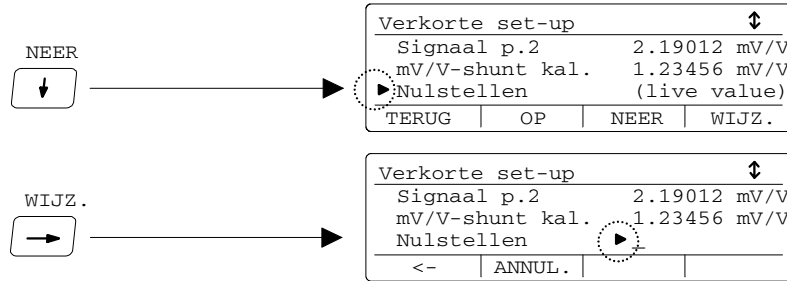 Verkorte set-up
NEER
Signaal p.2 2.19012 mV/V
mV/V-shunt kal. 1.23456 mV/V
Nulstellen (live value)
TERUG OP NEER WIJZ.
Verkorte set-up
WIJZ.
Signaal p.2 2.19012 mV/V
mV/V-shunt kal. 1.23456 mV/V
Nulstellen _
<- ANNUL.